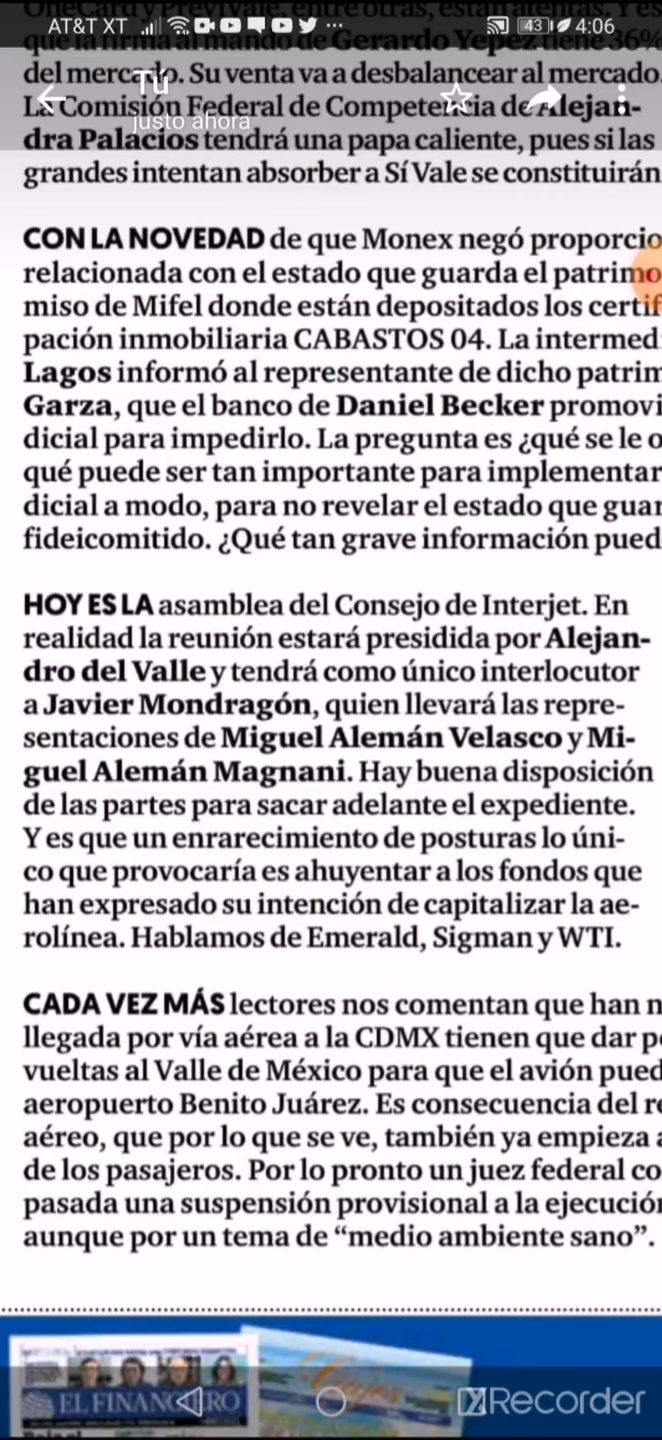 OneCard y Previvale, entre otras, están
AT&T XT 43 4:06
que la firma al mando de Gerardo Yepez tiene 36%
del mercado. Su venta va a desbalancear al mercado.
Tú
La Comisión Federal de Competencia de Alejan-
justo ahora
dra Palacios tendrá una papa caliente, pues si las
grandes intentan absorber a Sí Vale se constituirán
CON LA NOVEDAD de que Monex negó proporcio
relacionada con el estado que guarda el patrimo
miso de Mifel donde están depositados los certif
pación inmobiliaria CABASTOS 04. La intermed
Lagos informó al representante de dicho patrim
Garza, que el banco de Daniel Becker promovi
dicial para impedirlo. La pregunta es ¿qué se le o
qué puede ser tan importante para implementar
dicial a modo, para no revelar el estado que guar
fideicomitido. ¿Qué tan grave información pued
HOY ES LA asamblea del Consejo de Interjet. En
realidad la reunión estará presidida por Alejan-
dro del Valle y tendrá como único interlocutor
a Javier Mondragón, quien llevará las repre-
sentaciones de Miguel Alemán Velasco y Mi-
guel Alemán Magnani. Hay buena disposición
de las partes para sacar adelante el expediente.
Y es que un enrarecimiento de posturas lo úni-
co que provocaría es ahuyentar a los fondos que
han expresado su intención de capitalizar la ae-
rolínea. Hablamos de Emerald, Sigman y WTI.
CADA VEZ MÁS lectores nos comentan que han n
llegada por vía aérea a la CDMX tienen que dar p
vueltas al Valle de México para que el avión pued
aeropuerto Benito Juárez. Es consecuencia del r
aéreo, que por lo que se ve, también ya empieza a
de los pasajeros. Por lo pronto un juez federal co
pasada una suspensión provisional a la ejecución
aunque por un tema de “medio ambiente sano”.
EL FINANCIERO
XRecorder